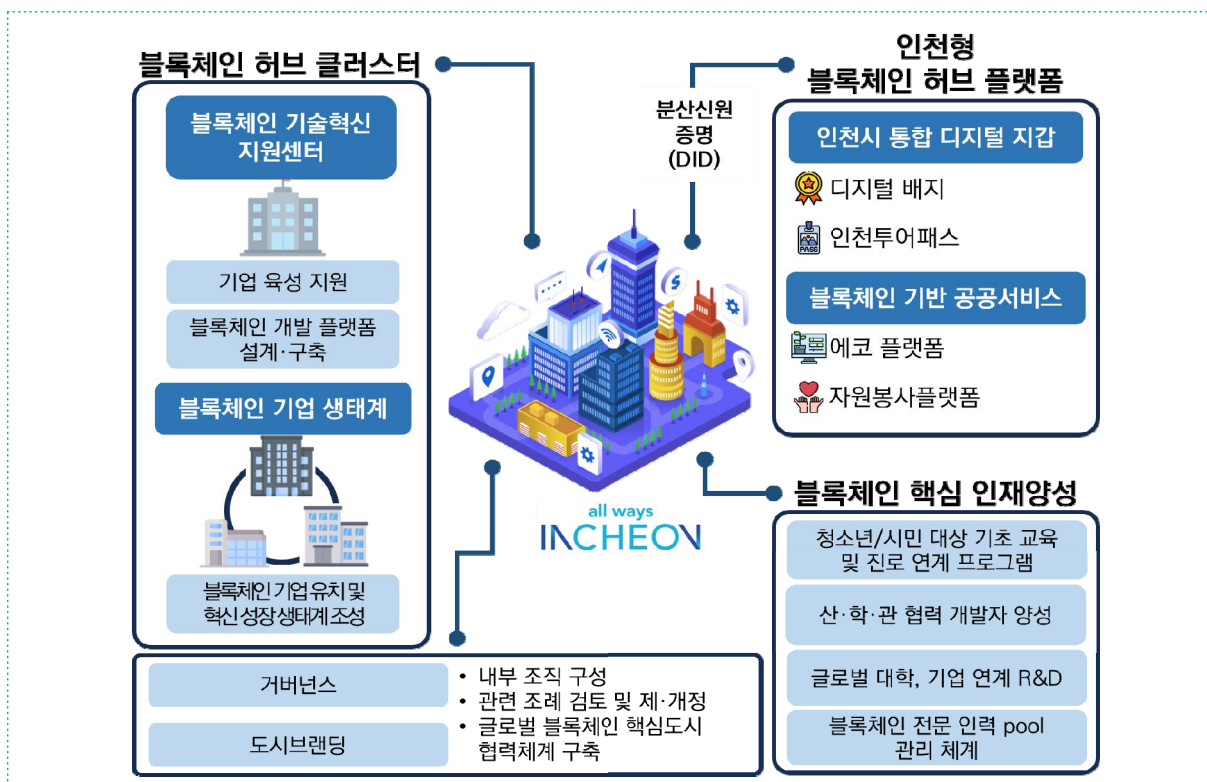 블록체인 허브 클러스터
블록체인 기술혁신
지원센터
기업 육성 지원
블록체인 개발 플랫폼
설계·구축
블록체인 기업 생태계
블록체인 기업 유치 및
혁신 성장 생태계 조성
분산신원
증명
(DID)
인천형
블록체인 허브 플랫폼
인천시 통합 디지털 지갑
디지털 배지
PASS
인천투어패스
블록체인 기반 공공서비스
에코 플랫폼
자원봉사플랫폼
all ways
INCHEON
블록체인 핵심 인재양성
청소년/시민 대상 기초 교육
및 진로 연계 프로그램
산·학·관 협력 개발자 양성
글로벌 대학, 기업 연계 R&D
블록체인 전문 인력 pool
관리 체계
거버넌스
도시브랜딩
• 내부 조직 구성
• 관련 조례 검토 및 제·개정
• 글로벌 블록체인 핵심도시
협력체계 구축